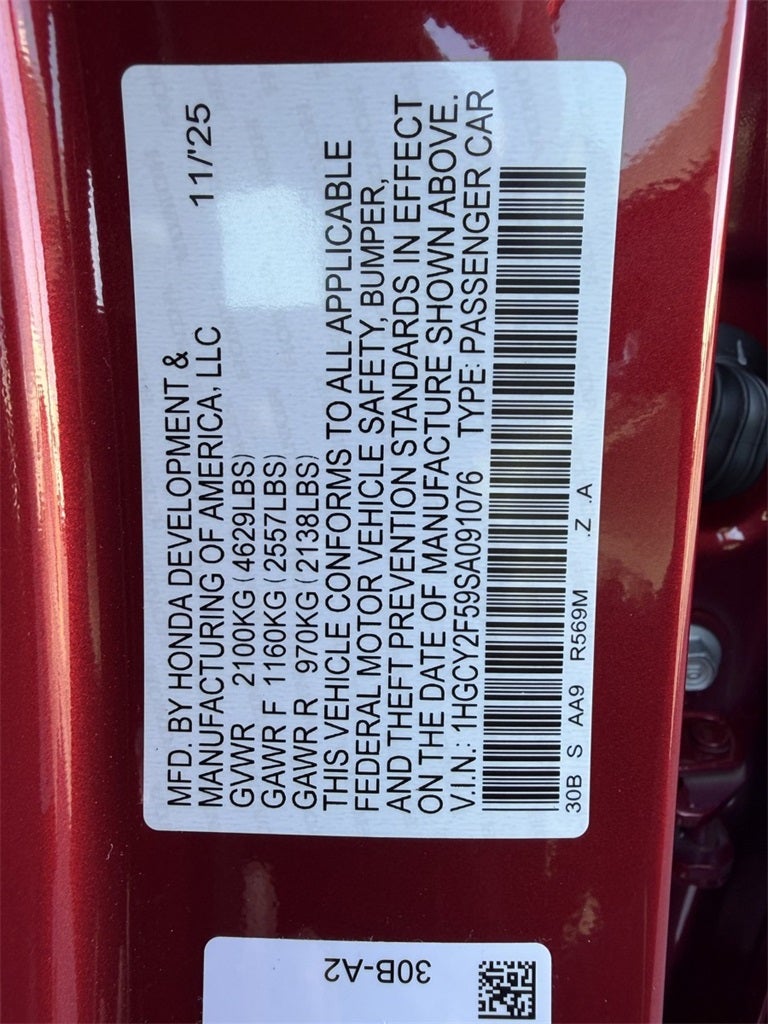 MFD. BY HONDA DEVELOPMENT &
MANUFACTURING OF AMERICA, LLC 11/'25
GVWR 2100KG ( 4629LBS)
GAWR F 1160KG ( 2557LBS)
GAWR R 970KG ( 2138LBS)
THIS VEHICLE CONFORMS TO ALL APPLICABLE
FEDERAL MOTOR VEHICLE SAFETY, BUMPER,
AND THEFT PREVENTION STANDARDS IN EFFECT
ON THE DATE OF MANUFACTURE SHOWN ABOVE.
V.I.N.: 1HGCY2F59SA091076 TYPE: PASSENGER CAR
30B S AA9 R569M .Z .A
30B-A2